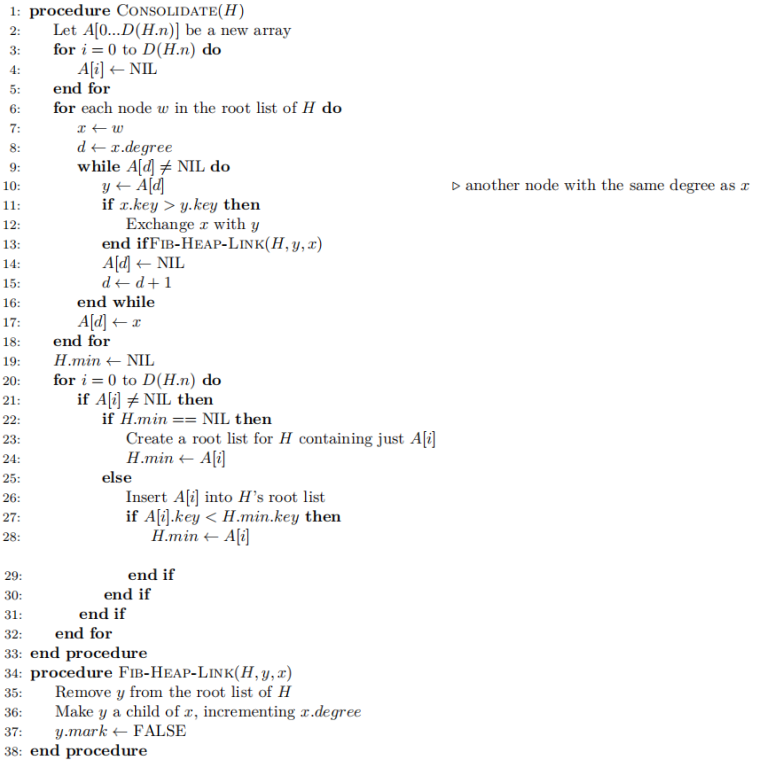 1: procedure CONSOLIDATE(H)
2: Let A[0...D(H.n)] be a new array
3: for i = 0 to D(H.n) do
4: A[i] ← NIL
5: end for
6: for each node w in the root list of H do
7: x ← w
8: d ← x.degree
9: while A[d] ≠ NIL do
10: y ← A[d] ▷ another node with the same degree as x
11: if x.key > y.key then
12: Exchange x with y
13: end ifFIB-HEAP-LINK(H, y, x)
14: A[d] ← NIL
15: d ← d + 1
16: end while
17: A[d] ← x
18: end for
19: H.min ← NIL
20: for i = 0 to D(H.n) do
21: if A[i] ≠ NIL then
22: if H.min == NIL then
23: Create a root list for H containing just A[i]
24: H.min ← A[i]
25: else
26: Insert A[i] into H's root list
27: if A[i].key < H.min.key then
28: H.min ← A[i]
29: end if
30: end if
31: end if
32: end for
33: end procedure
34: procedure FIB-HEAP-LINK(H, y, x)
35: Remove y from the root list of H
36: Make y a child of x, incrementing x.degree
37: y.mark ← FALSE
38: end procedure